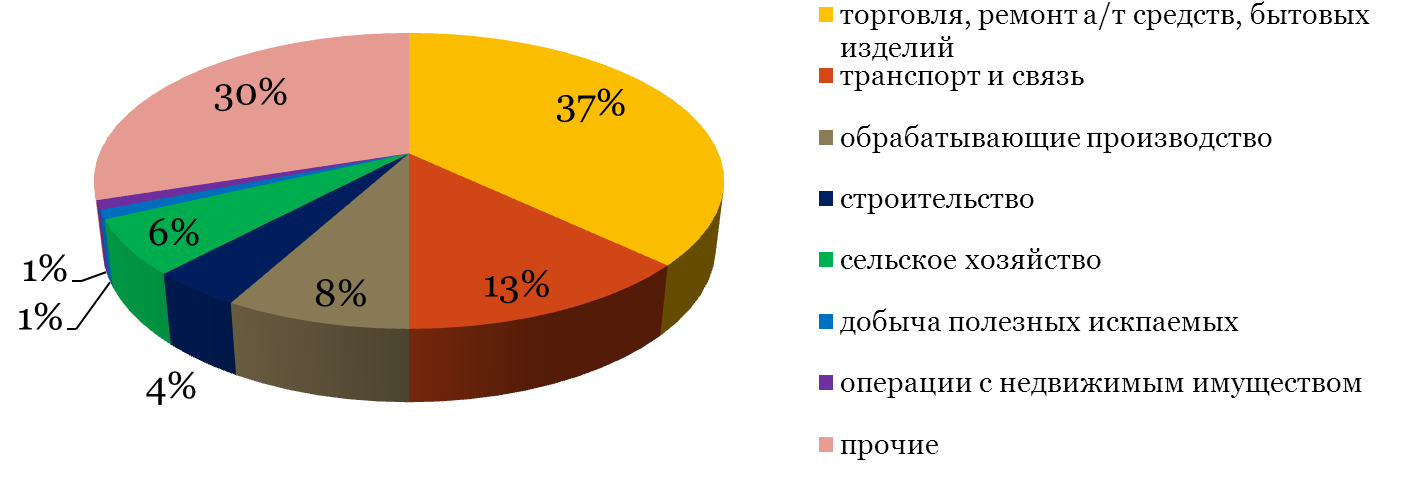 30%
37%
6%
1%
1%
8%
13%
4%
торговля, ремонт а/т средств, бытовых
изделий
транспорт и связь
обрабатывающие производство
строительство
сельское хозяйство
добыча полезных искпаемых
операции с недвижимым имуществом
прочие